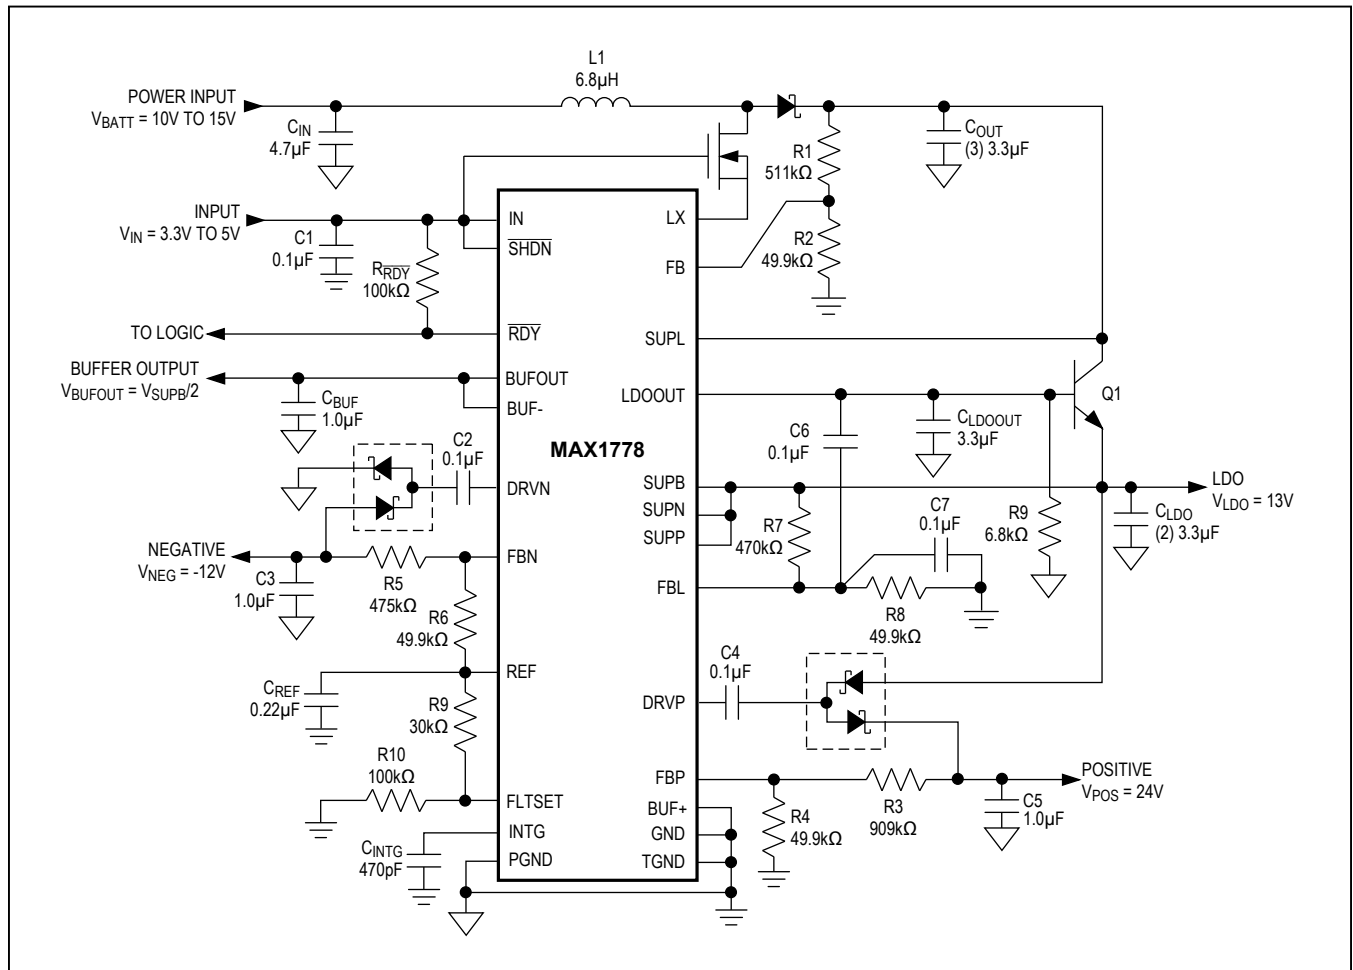 L1
6.8µH
POWER INPUT
VBATT = 10V TO 15V
CIN
4.7µF
COUT
(3) 3.3µF
R1
511kΩ
INPUT
VIN = 3.3V TO 5V
C1
0.1µF
IN
SHDN
LX
R2
49.9kΩ
FB
RRDY
100kΩ
TO LOGIC
RDY
SUPL
BUFFER OUTPUT
VBUFOUT = VSUPB/2
BUFOUT
BUF-
LDOOUT
Q1
CBUF
1.0µF
C6
0.1µF
CLDOOUT
3.3µF
MAX1778
C2
0.1µF
DRVN
SUPB
SUPN
SUPP
LDO
VLDO = 13V
R7
470kΩ
C7
0.1µF
R9
6.8kΩ
CLDO
(2) 3.3µF
NEGATIVE
VNEG = -12V
C3
1.0µF
R5
475kΩ
FBN
R6
49.9kΩ
FBL
R8
49.9kΩ
REF
CREF
0.22µF
R9
30kΩ
C4
0.1µF
DRVP
R10
100kΩ
FLTSET
FBP
R3
909kΩ
POSITIVE
VPOS = 24V
C5
1.0µF
R4
49.9kΩ
BUF+
GND
TGND
INTG
CINTG
470pF
PGND